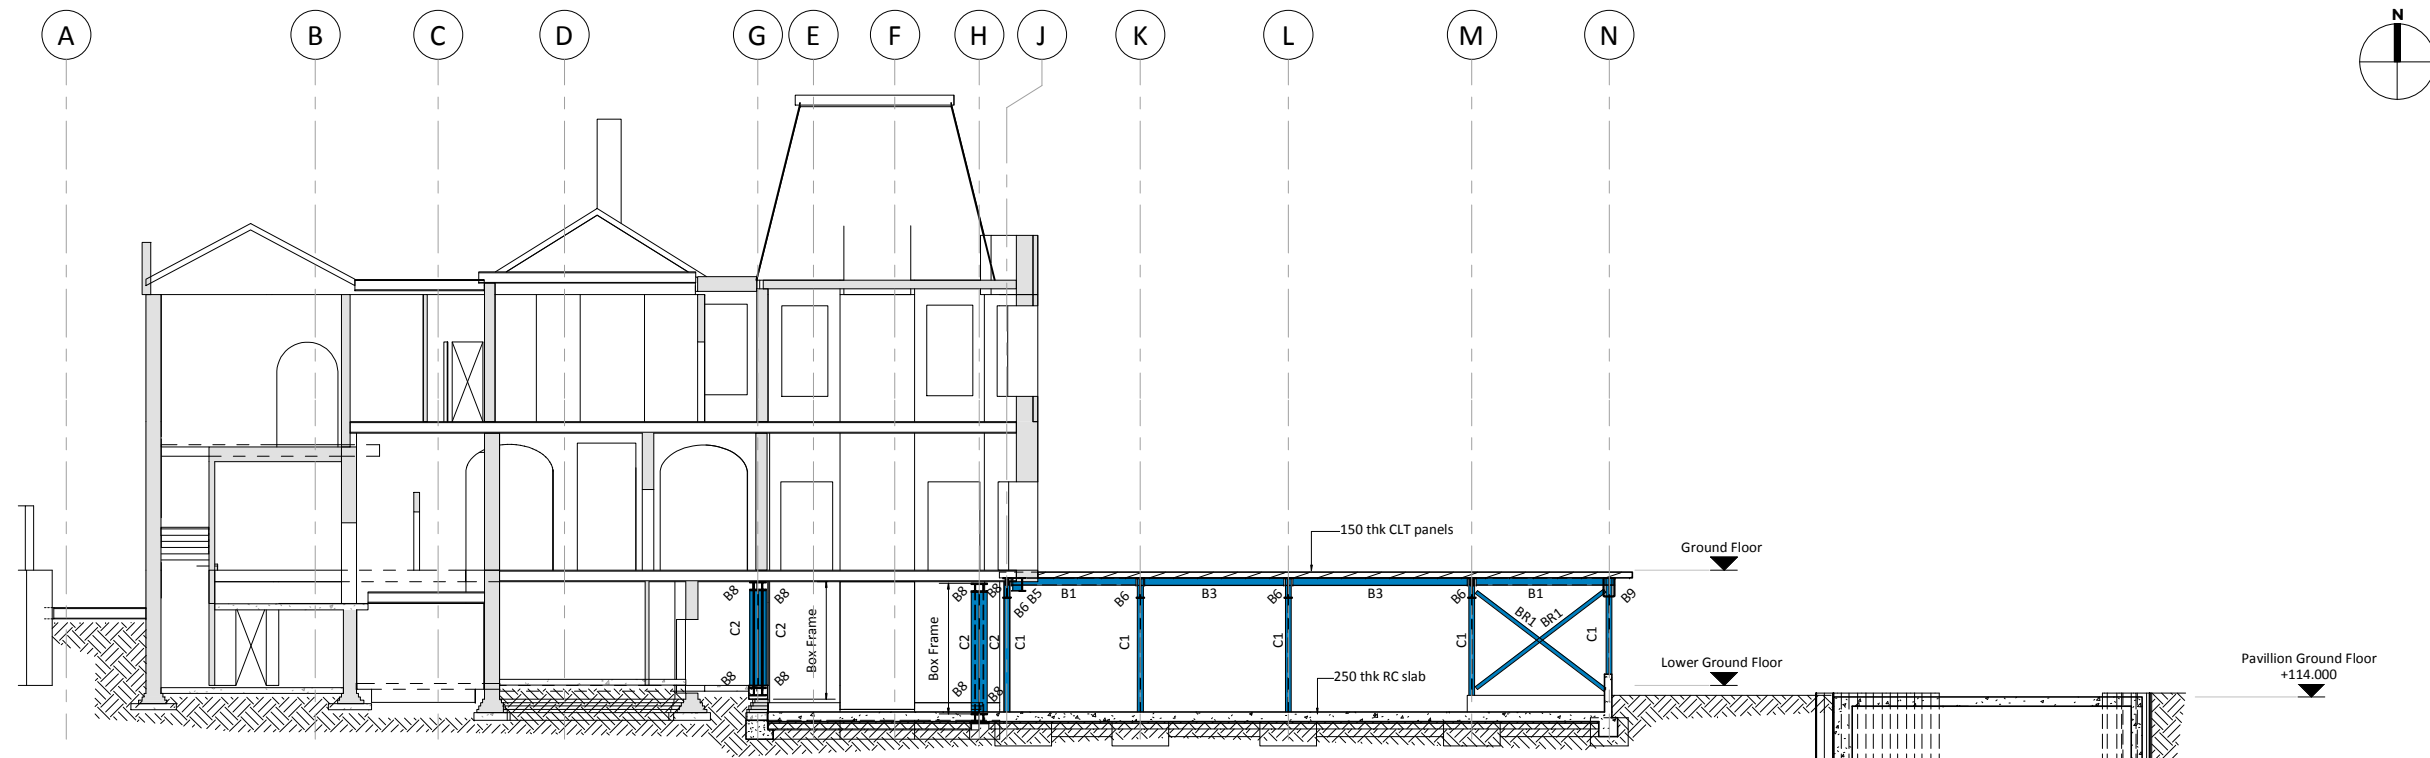 A
B
C
D
G
E
F
H
J
K
L
M
N
N
150 thk CLT panels
Ground Floor
B8
B8
B8
B8
B5
B6
B1
B6
B3
B6
B3
B6
B1
B9
C2
C2
Box Frame
Box Frame
C2
C2
C1
C1
C1
C1
BR1
BR1
C1
B8
B8
B8
B8
250 thk RC slab
Lower Ground Floor
Pavillion Ground Floor
+114.000